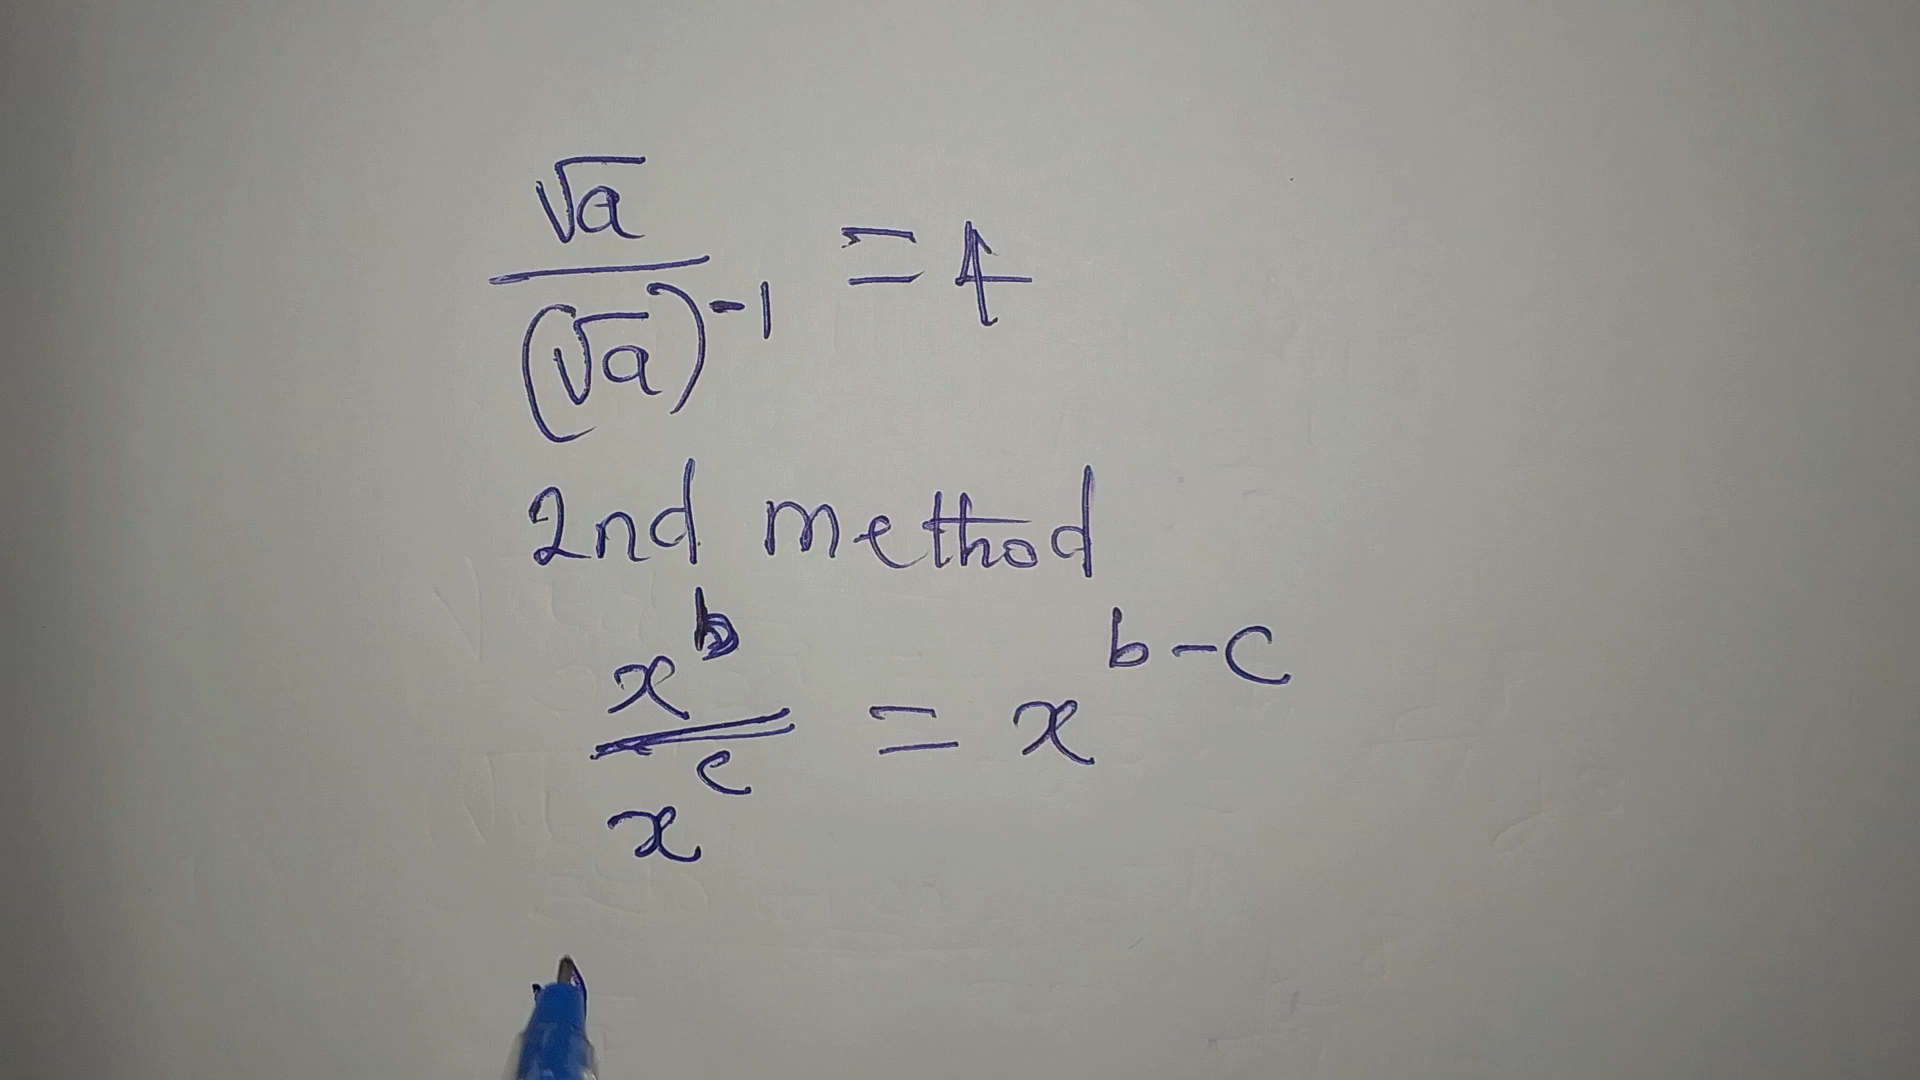 √a / (√a)^-1 = 4
2nd method
x^b / x^c = x^b-c